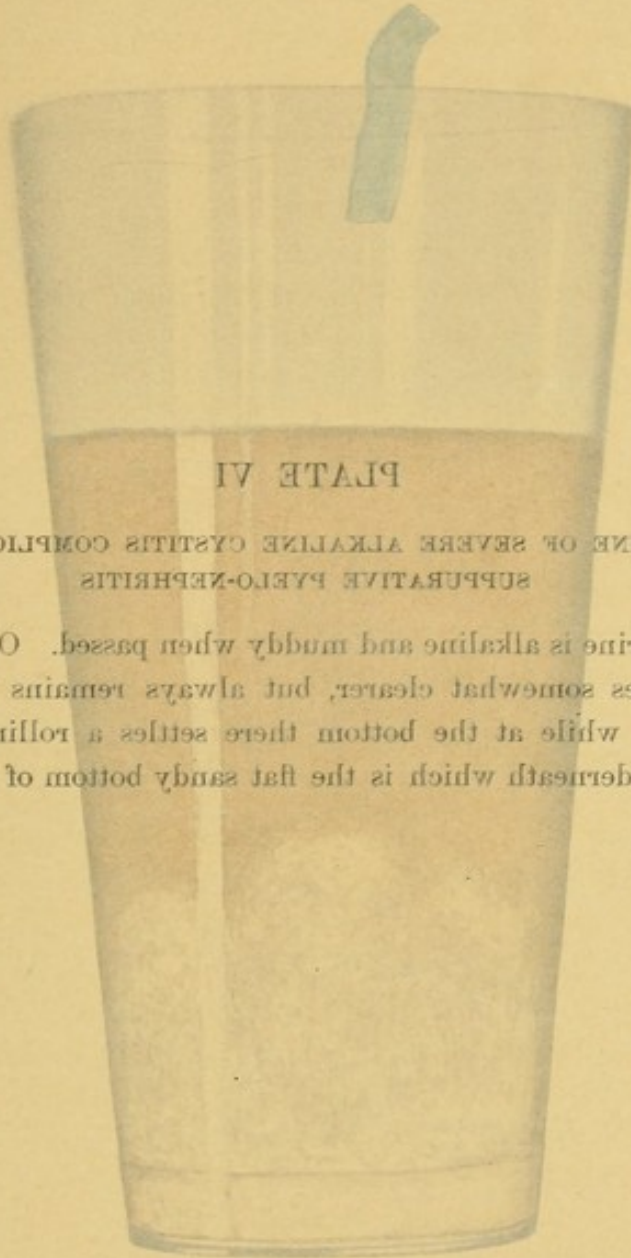 PLATE VI
NE OF SEVERE ALKALINE CYSTITIS COMPLIC
SUPPURATIVE PYELO-NEPHRITIS
rine is alkaline and muddy when passed. O
es somewhat clearer, but always remains
while at the bottom there settles a rollin
derneath which is the flat sandy bottom of